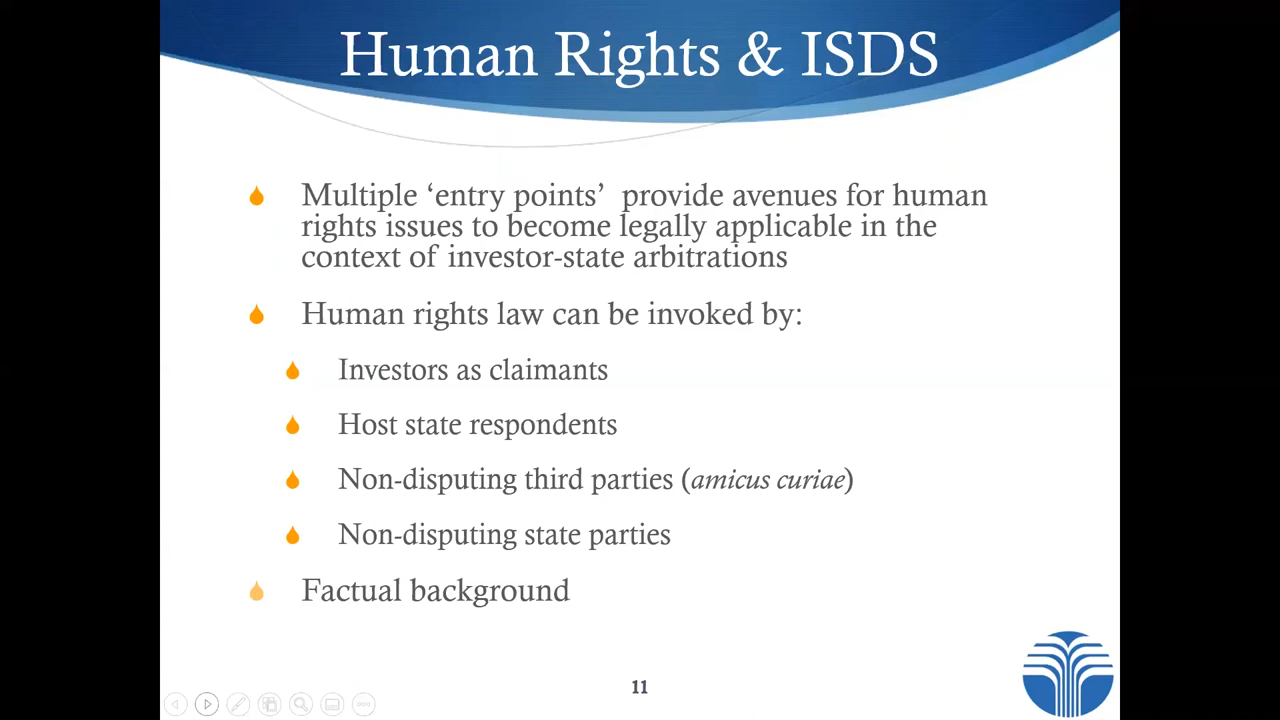 Human Rights & ISDS
Multiple ‘entry points’ provide avenues for human
rights issues to become legally applicable in the
context of investor-state arbitrations
Human rights law can be invoked by:
Investors as claimants
Host state respondents
Non-disputing third parties (amicus curiae)
Non-disputing state parties
Factual background
11